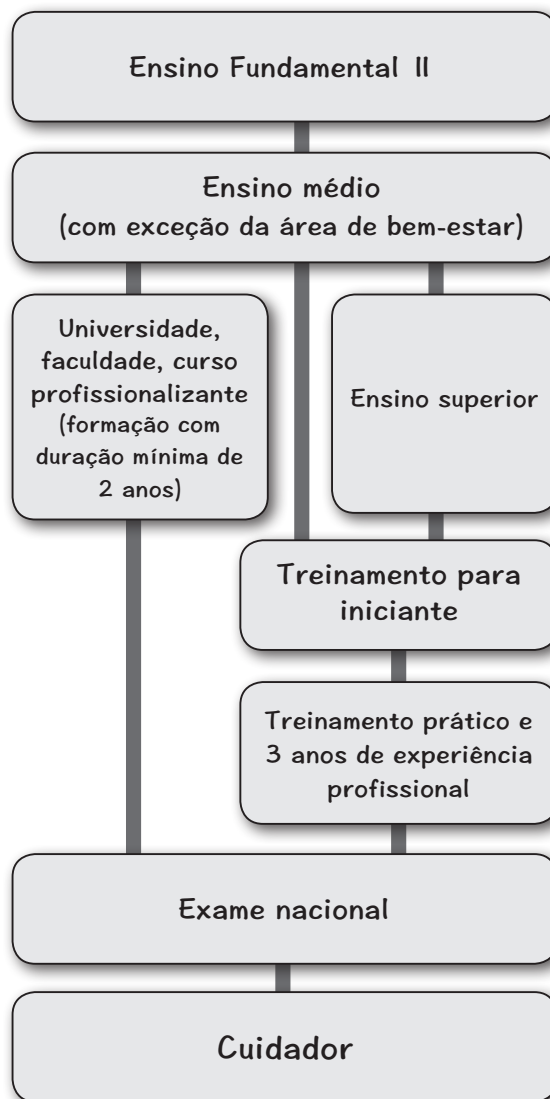 Ensino Fundamental II
Ensino médio
(com exceção da área de bem-estar)
Universidade,
faculdade, curso
profissionalizante
(formação com
duração mínima de
2 anos)
Ensino superior
Treinamento para
iniciante
Treinamento prático e
3 anos de experiência
profissional
Exame nacional
Cuidador